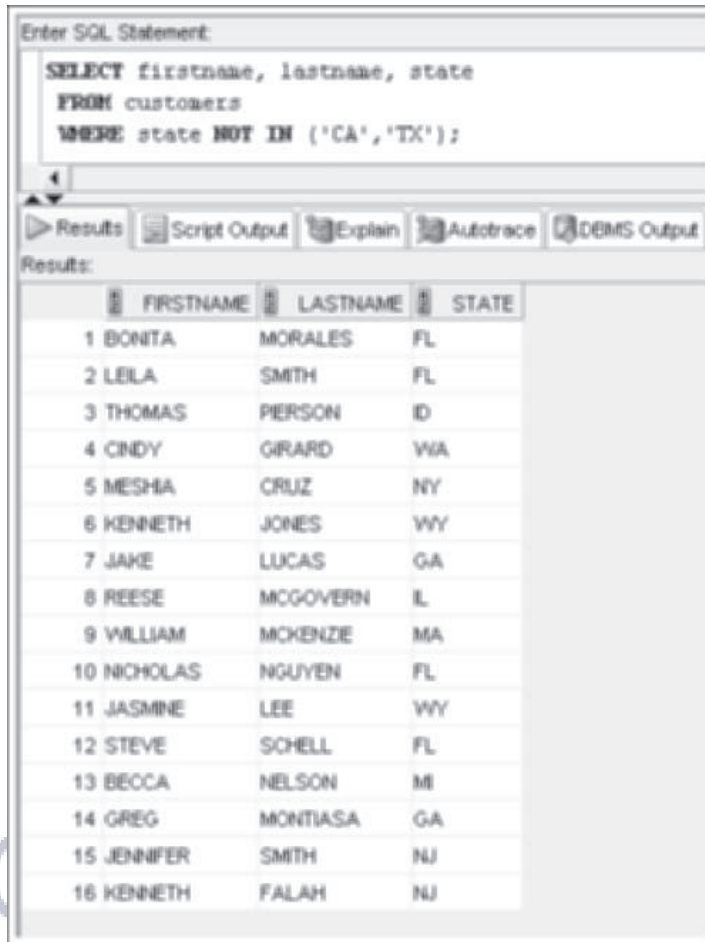 Enter SQL Statement:
SELECT firstname, lastname, state
FROM customers
WHERE state NOT IN ('CA','TX');
Results Script Output Explain Autotrace DBMS Output
Results:
FIRSTNAME LASTNAME STATE
1 BONITA MORALES FL
2 LEILA SMITH FL
3 THOMAS PIERSON ID
4 CINDY GIRARD WA
5 MESHIA CRUZ NY
6 KENNETH JONES WY
7 JAKE LUCAS GA
8 REESE MCGOVERN IL
9 WILLIAM MCKENZIE MA
10 NICHOLAS NGUYEN FL
11 JASMINE LEE WY
12 STEVE SCHELL FL
13 BECCA NELSON MI
14 GREG MONTIASA GA
15 JENNIFER SMITH NJ
16 KENNETH FALAH NJ